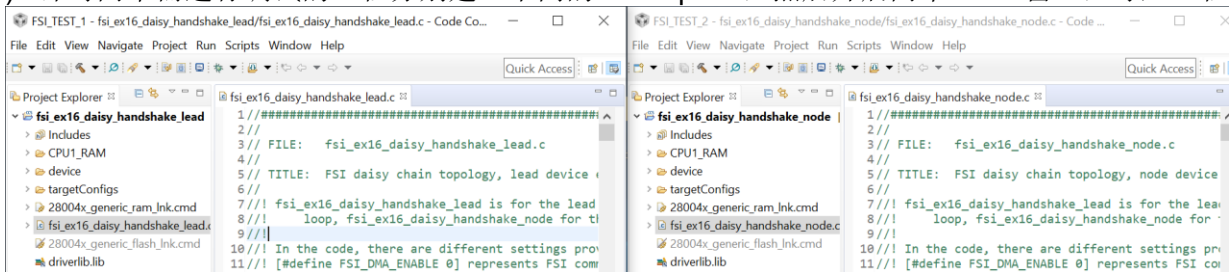 FSI_TEST_1 - fsi_ex16_daisy_handshake_lead/fsi_ex16_daisy_handshake_lead.c - Code Co...
File Edit View Navigate Project Run Scripts Window Help
Quick Access
Project Explorer
fsi_ex16_daisy_handshake_lead
Includes
CPU1_RAM
device
targetConfigs
28004x_generic_ram_lnk.cmd
fsi_ex16_daisy_handshake_lead.c
28004x_generic_flash_lnk.cmd
driverlib.lib
fsi_ex16_daisy_handshake_lead.c
1 //##################################################
2 //
3 // FILE: fsi_ex16_daisy_handshake_lead.c
4 //
5 // TITLE: FSI daisy chain topology, lead device
6 //
7 //! fsi_ex16_daisy_handshake_lead is for the lead
8 //! loop, fsi_ex16_daisy_handshake_node for th
9 //!
10 //! In the code, there are different settings prov
11 //! [#define FSI_DMA_ENABLE 0] represents FSI comm
FSI_TEST_2 - fsi_ex16_daisy_handshake_node/fsi_ex16_daisy_handshake_node.c - Code ...
File Edit View Navigate Project Run Scripts Window Help
Quick Access
Project Explorer
fsi_ex16_daisy_handshake_node
Includes
CPU1_RAM
device
targetConfigs
28004x_generic_ram_lnk.cmd
fsi_ex16_daisy_handshake_node.c
28004x_generic_flash_lnk.cmd
driverlib.lib
fsi_ex16_daisy_handshake_node.c
1 //##################################################
2 //
3 // FILE: fsi_ex16_daisy_handshake_node.c
4 //
5 // TITLE: FSI daisy chain topology, node device
6 //
7 //! fsi_ex16_daisy_handshake_lead is for the lea
8 //! loop, fsi_ex16_daisy_handshake_node for
9 //!
10 //! In the code, there are different settings pr
11 //! [#define FSI_DMA_ENABLE 0] represents FSI co